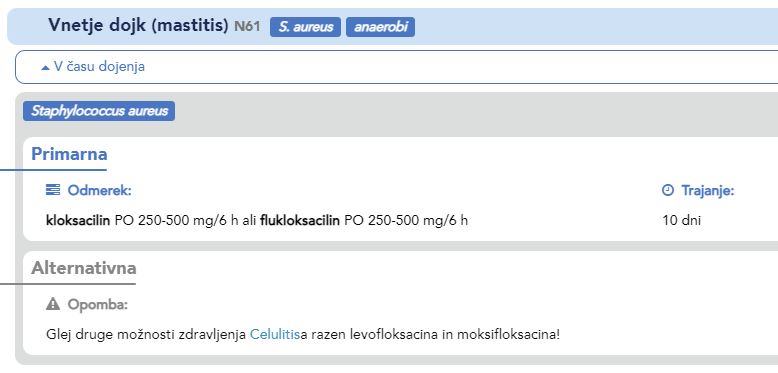 Vnetje dojk (mastitis) N61 S. aureus anaerobi
V času dojenja
Staphylococcus aureus
Primarna
Odmerek: Trajanje:
kloksacilin PO 250-500 mg/6 h ali flukloksacilin PO 250-500 mg/6 h 10 dni
Alternativna
Opomba:
Glej druge možnosti zdravljenja Celulitisa razen levofloksacina in moksifloksacina!